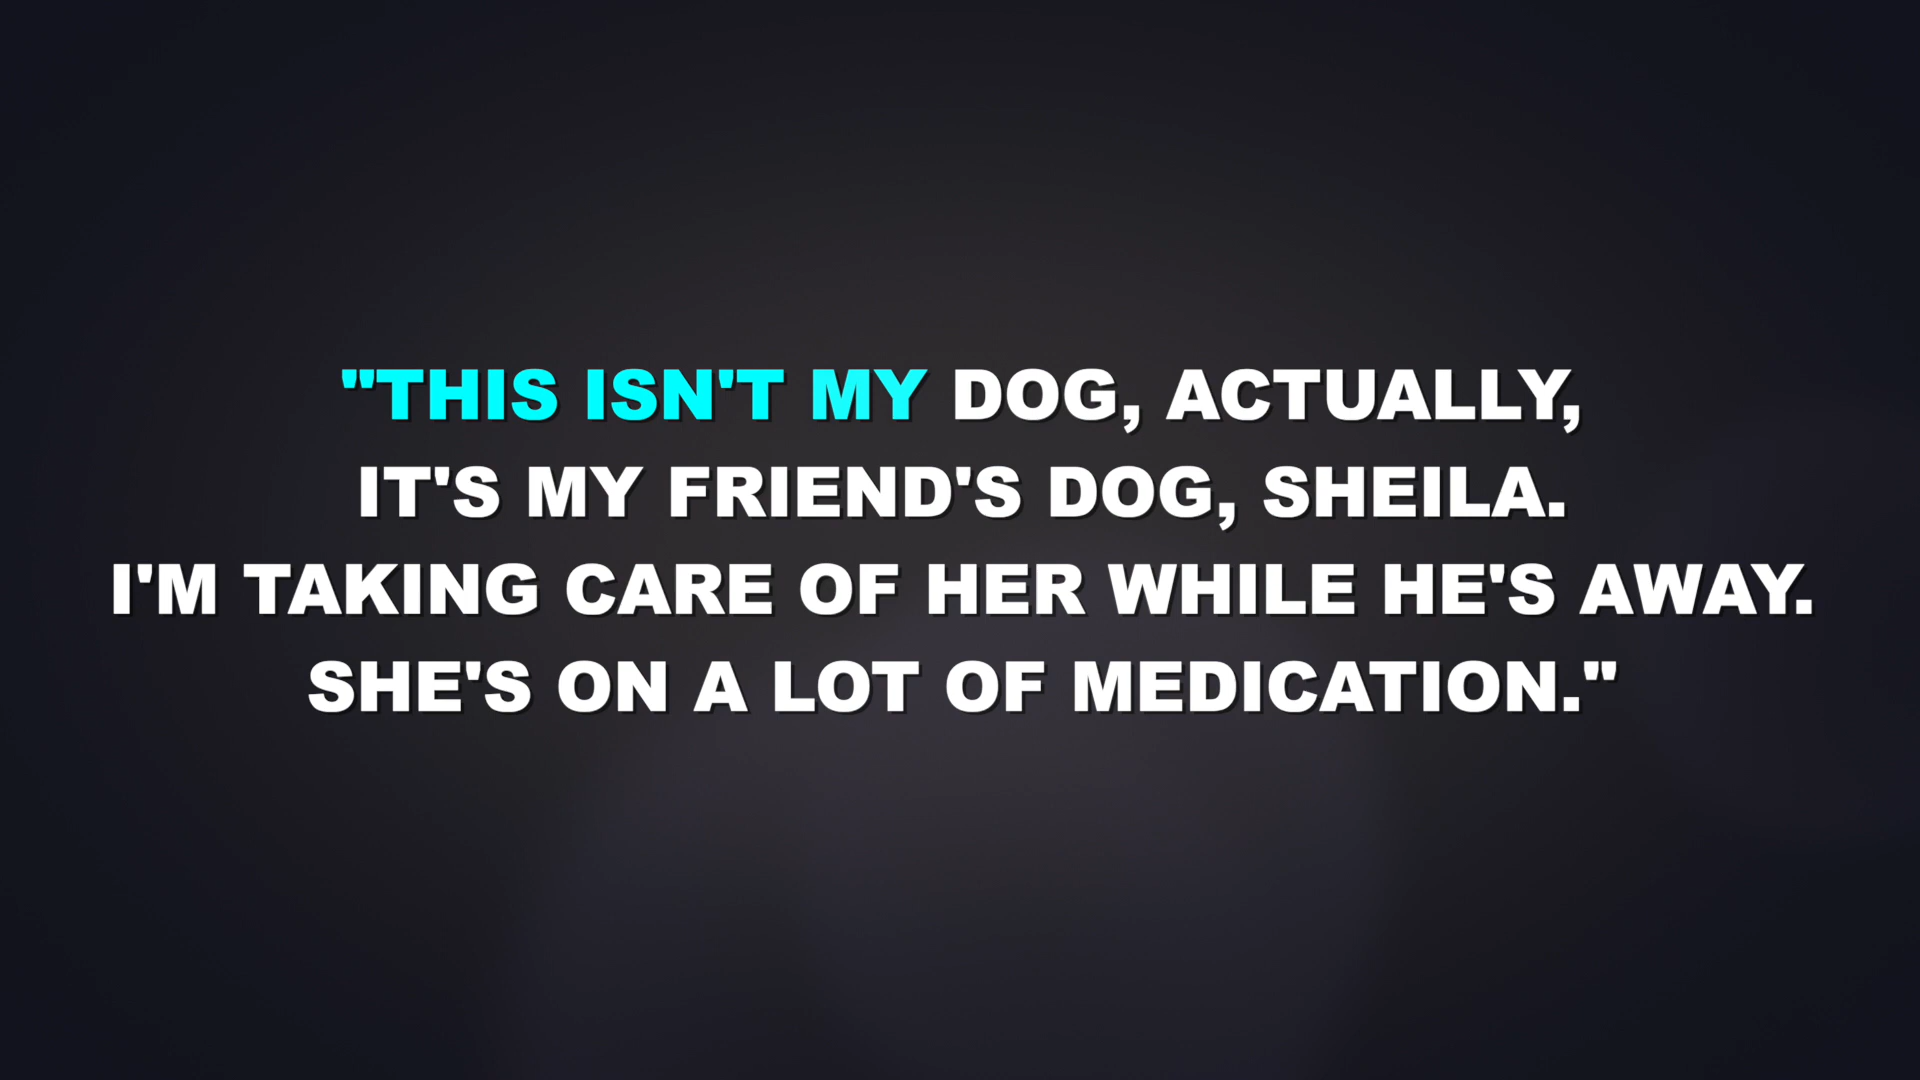 "THIS ISN'T MY DOG, ACTUALLY,
IT'S MY FRIEND'S DOG, SHEILA.
I'M TAKING CARE OF HER WHILE HE'S AWAY.
SHE'S ON A LOT OF MEDICATION."